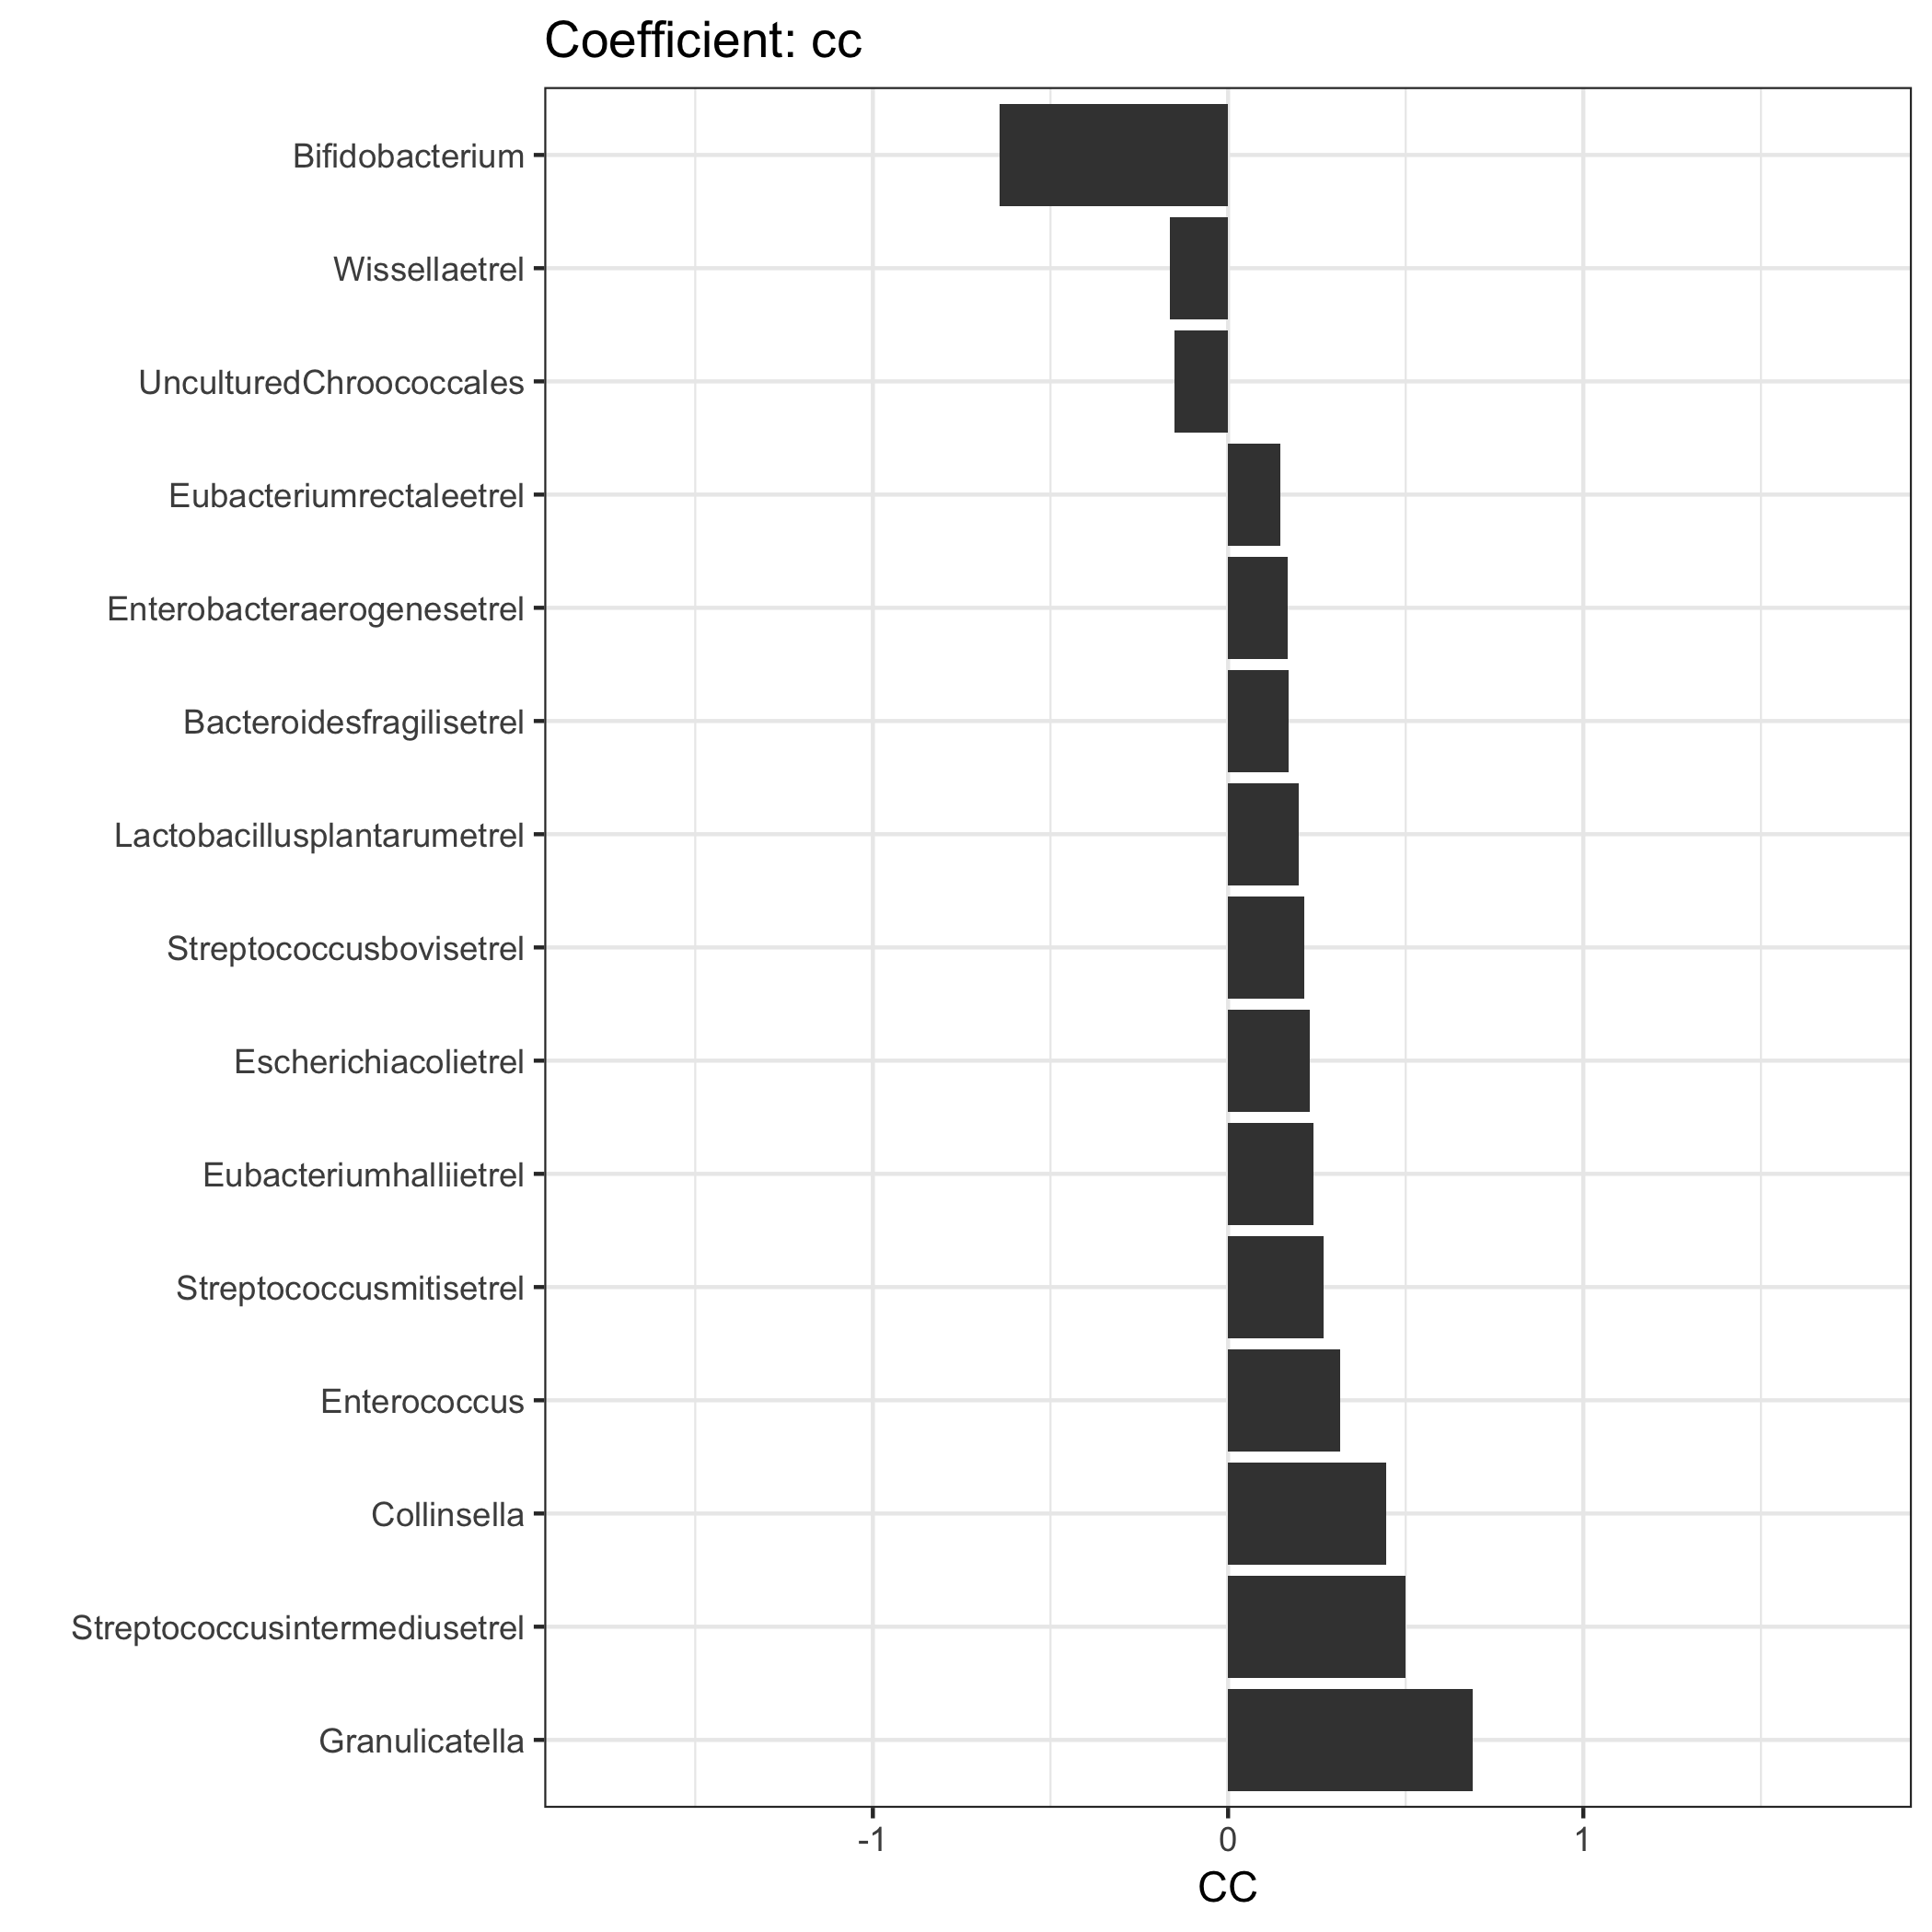 Coefficient: cc
Bifidobacterium
Wissellaetrel
UnculturedChroococcales
Eubacteriumrectaleetrel
Enterobacteraerogenesetrel
Bacteroidesfragilisetrel
Lactobacillusplantarumetrel
Streptococcusbovisetrel
Escherichiacolietrel
Eubacteriumhalliietrel
Streptococcusmitisetrel
Enterococcus
Collinsella
Streptococcusintermediusetrel
Granulicatella
-1 0 1
CC